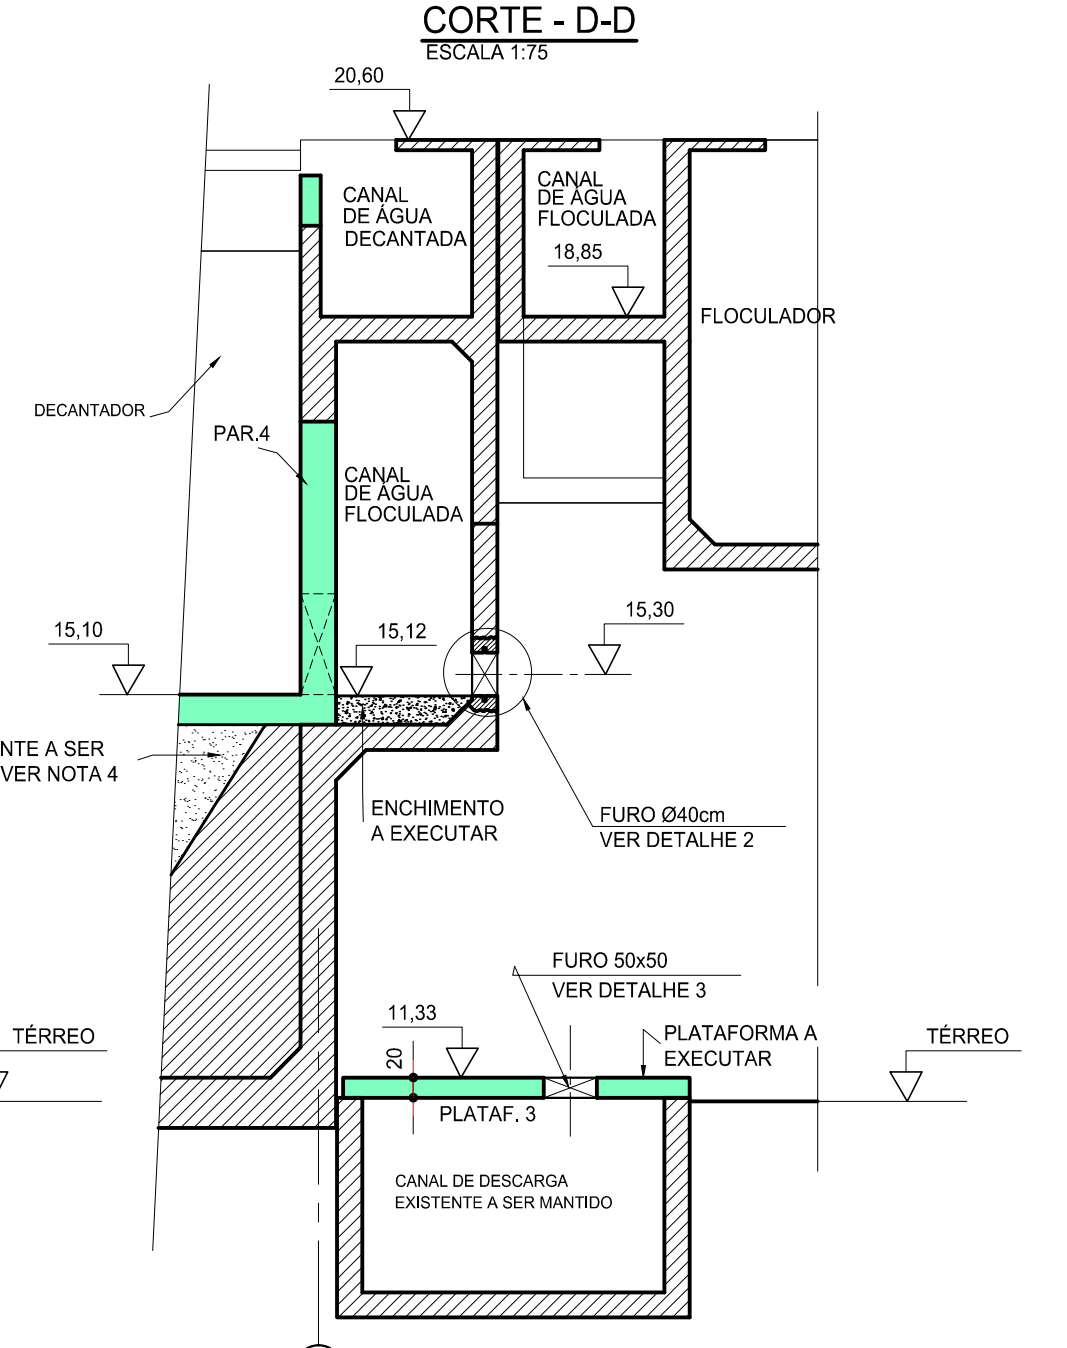 CORTE - D-D
ESCALA 1:75
20,60
CANAL
DE ÁGUA
DECANTADA
CANAL
DE ÁGUA
FLOCULADA
18,85
FLOCULADOR
DECANTADOR
PAR.4
CANAL
DE ÁGUA
FLOCULADA
15,10
15,12
15,30
NTE A SER
VER NOTA 4
ENCHIMENTO
A EXECUTAR
FURO Ø40cm
VER DETALHE 2
FURO 50x50
VER DETALHE 3
11,33
20
PLATAFORMA A
EXECUTAR
TÉRREO
TÉRREO
PLATAF. 3
CANAL DE DESCARGA
EXISTENTE A SER MANTIDO